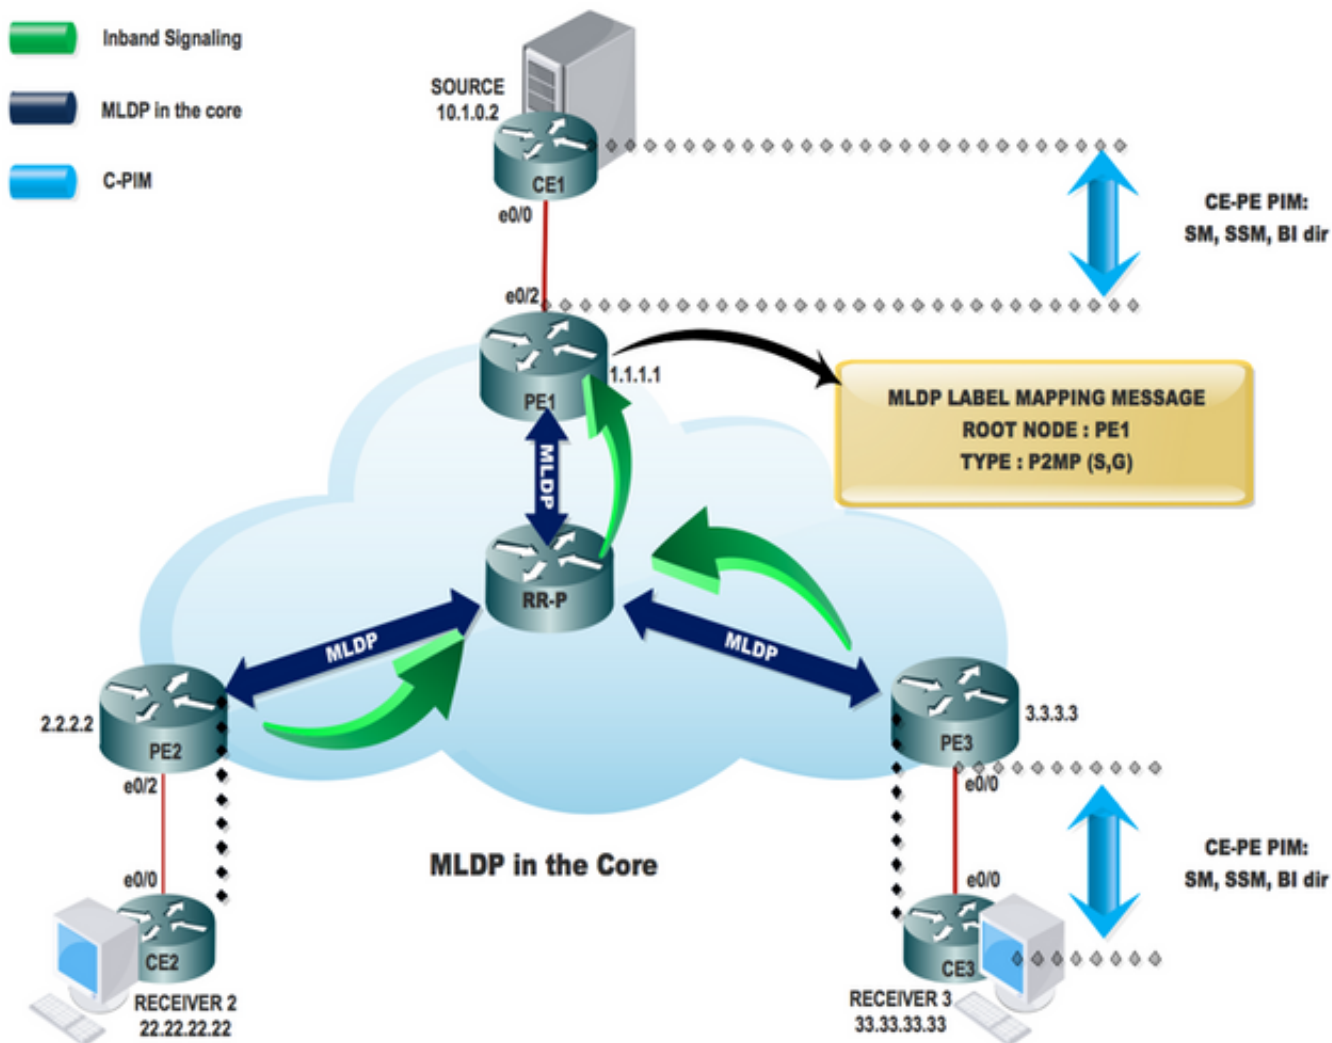 Inband Signaling
MLDP in the core
C-PIM
SOURCE
10.1.0.2
CE1
e0/0
CE-PE PIM:
SM, SSM, BI dir
e0/2
PE1
1.1.1.1
MLDP LABEL MAPPING MESSAGE
ROOT NODE : PE1
TYPE : P2MP (S,G)
MLDP
RR-P
MLDP
MLDP
2.2.2.2
PE2
e0/2
3.3.3.3
PE3
e0/0
MLDP in the Core
CE-PE PIM:
SM, SSM, BI dir
e0/0
CE2
RECEIVER 2
22.22.22.22
e0/0
CE3
RECEIVER 3
33.33.33.33